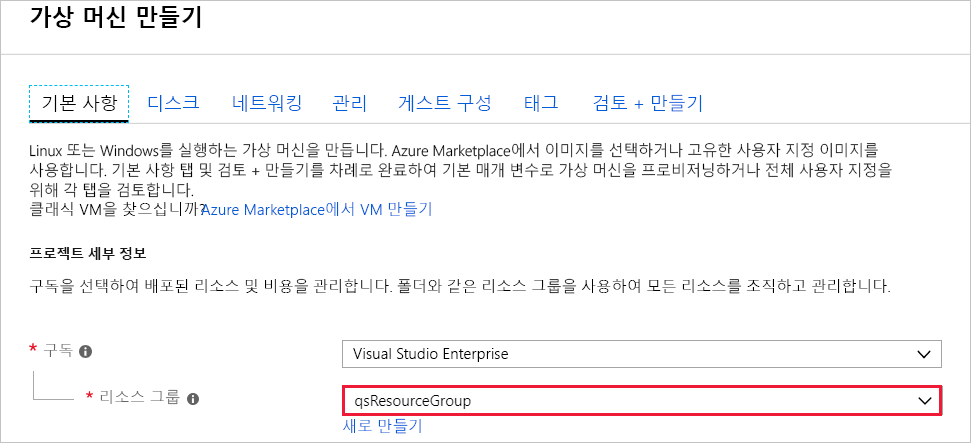 가상 머신 만들기
기본 사항 디스크 네트워킹 관리 게스트 구성 태그 검토 + 만들기
Linux 또는 Windows를 실행하는 가상 머신을 만듭니다. Azure Marketplace에서 이미지를 선택하거나 고유한 사용자 지정 이미지를
사용합니다. 기본 사항 탭 및 검토 + 만들기를 차례로 완료하여 기본 매개 변수로 가상 머신을 프로비저닝하거나 전체 사용자 지정을
위해 각 탭을 검토합니다.
클래식 VM을 찾으십니까? Azure Marketplace에서 VM 만들기
프로젝트 세부 정보
구독을 선택하여 배포된 리소스 및 비용을 관리합니다. 폴더와 같은 리소스 그룹을 사용하여 모든 리소스를 조직하고 관리합니다.
* 구독 Visual Studio Enterprise
* 리소스 그룹 qsResourceGroup
새로 만들기